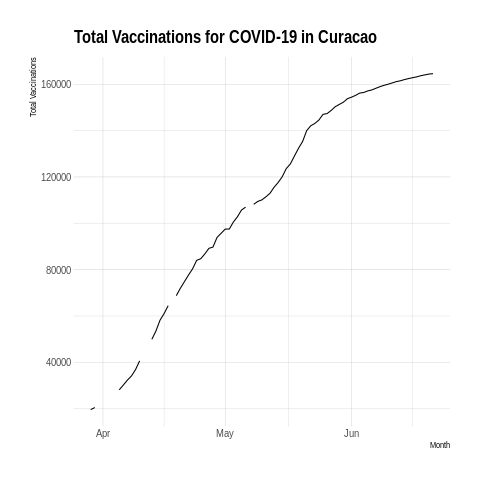 Total Vaccinations for COVID-19 in Curacao
Total Vaccinations
160000
120000
80000
40000
Apr
May
Jun
Month